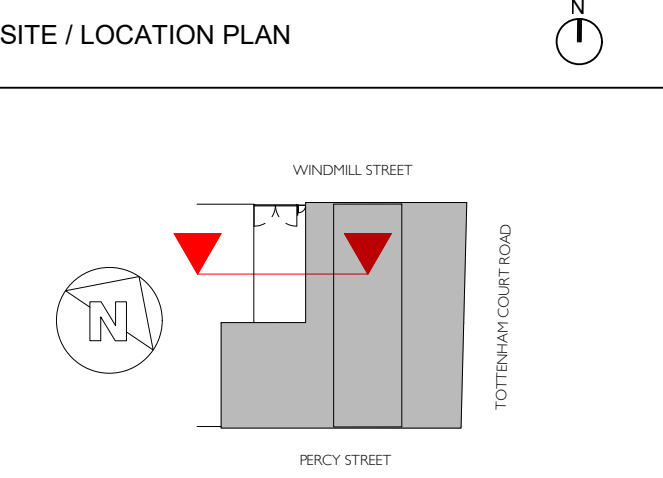 N
SITE / LOCATION PLAN
WINDMILL STREET
TOTTENHAM COURT ROAD
N
PERCY STREET